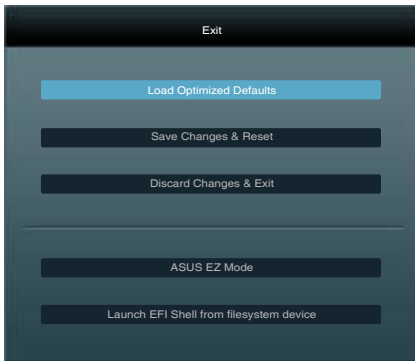 Exit
Load Optimized Defaults
Save Changes & Reset
Discard Changes & Exit
ASUS EZ Mode
Launch EFI Shell from filesystem device